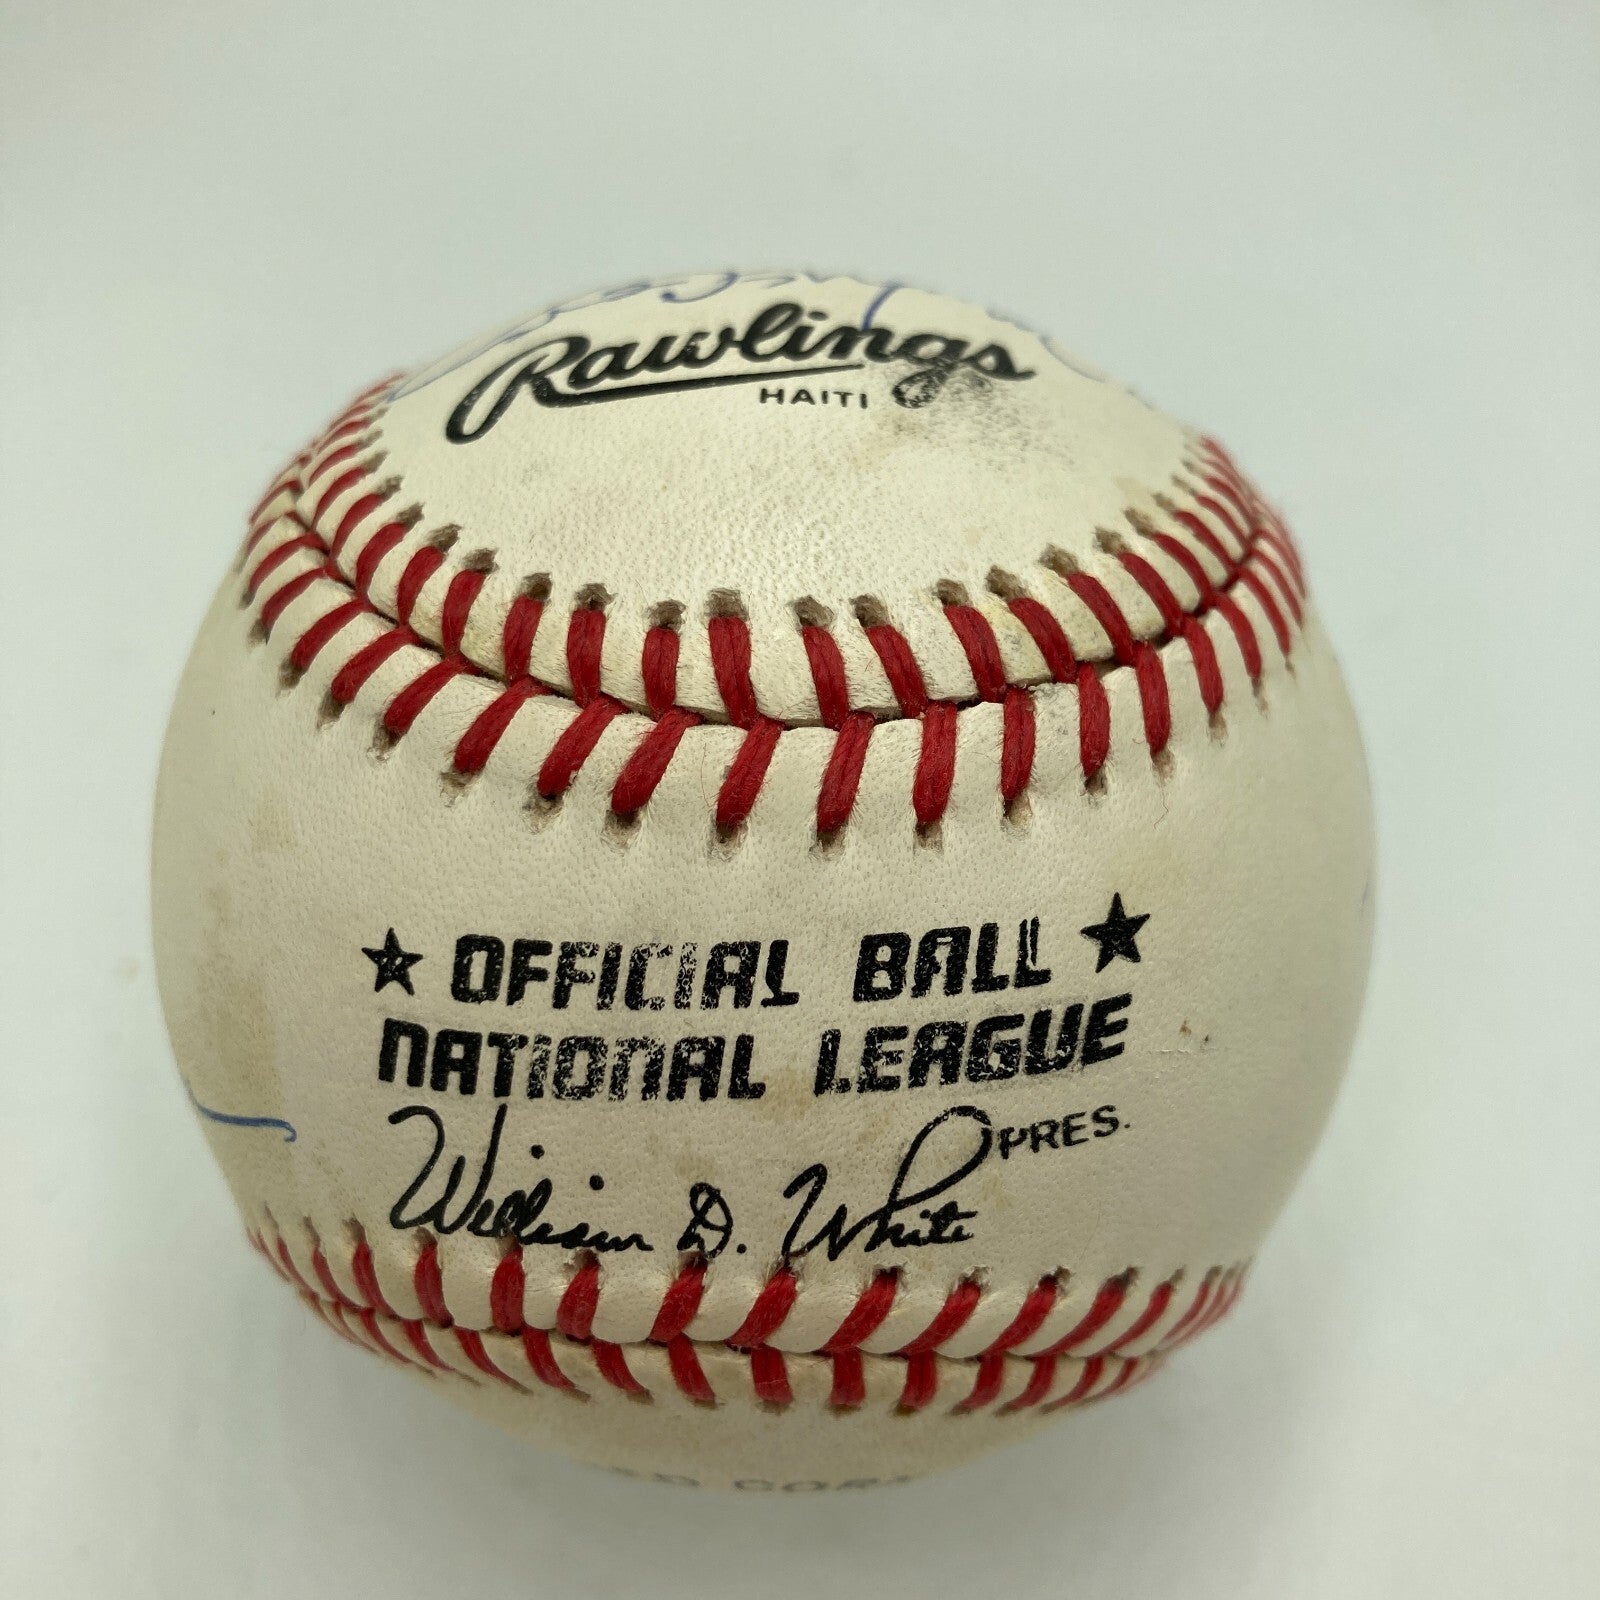 Rawlings
HAITI
★ OFFICIAL BALL ★
NATIONAL LEAGUE
William D. White PRES.